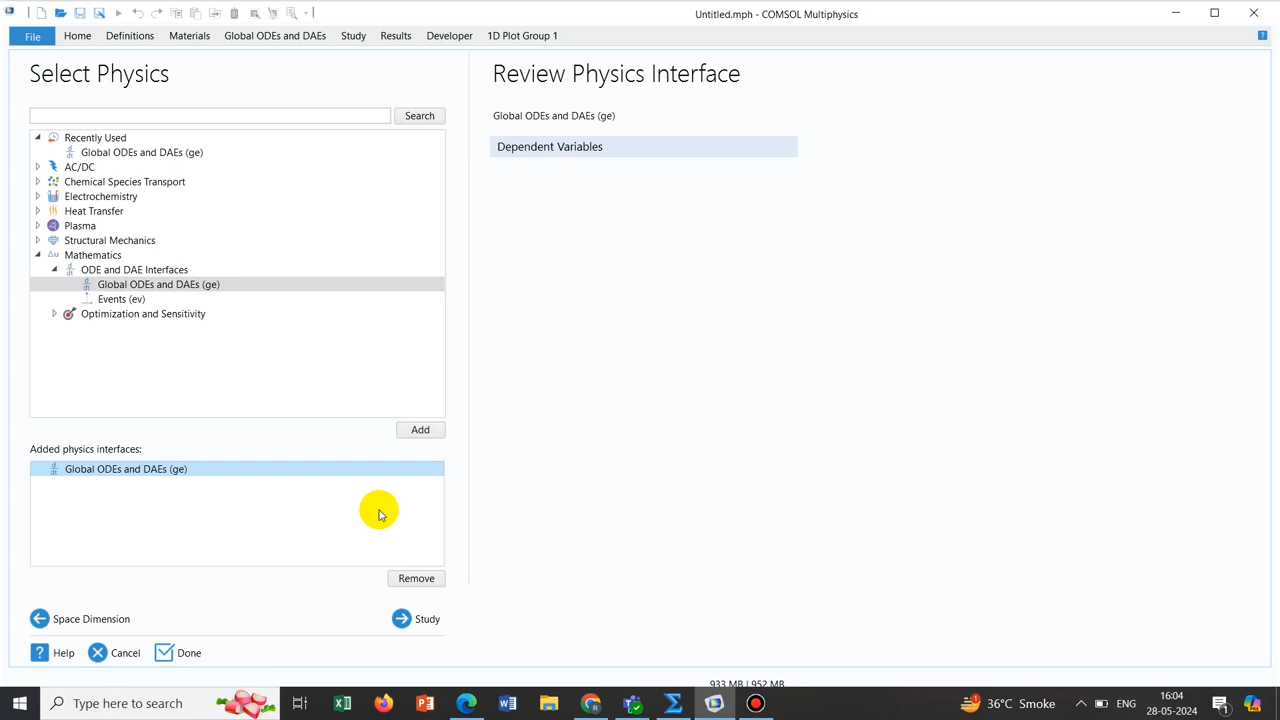 Untitled.mph - COMSOL Multiphysics
File Home Definitions Materials Global ODEs and DAEs Study Results Developer 1D Plot Group 1
Select Physics
Search
Recently Used
Global ODEs and DAEs (ge)
AC/DC
Chemical Species Transport
Electrochemistry
Heat Transfer
Plasma
Structural Mechanics
Δu Mathematics
ODE and DAE Interfaces
Global ODEs and DAEs (ge)
Events (ev)
Optimization and Sensitivity
Add
Added physics interfaces:
Global ODEs and DAEs (ge)
Remove
Space Dimension
Study
Help
Cancel
Done
Review Physics Interface
Global ODEs and DAEs (ge)
Dependent Variables
933 MB | 952 MB
Type here to search
36°C Smoke
ENG
16:04
28-05-2024